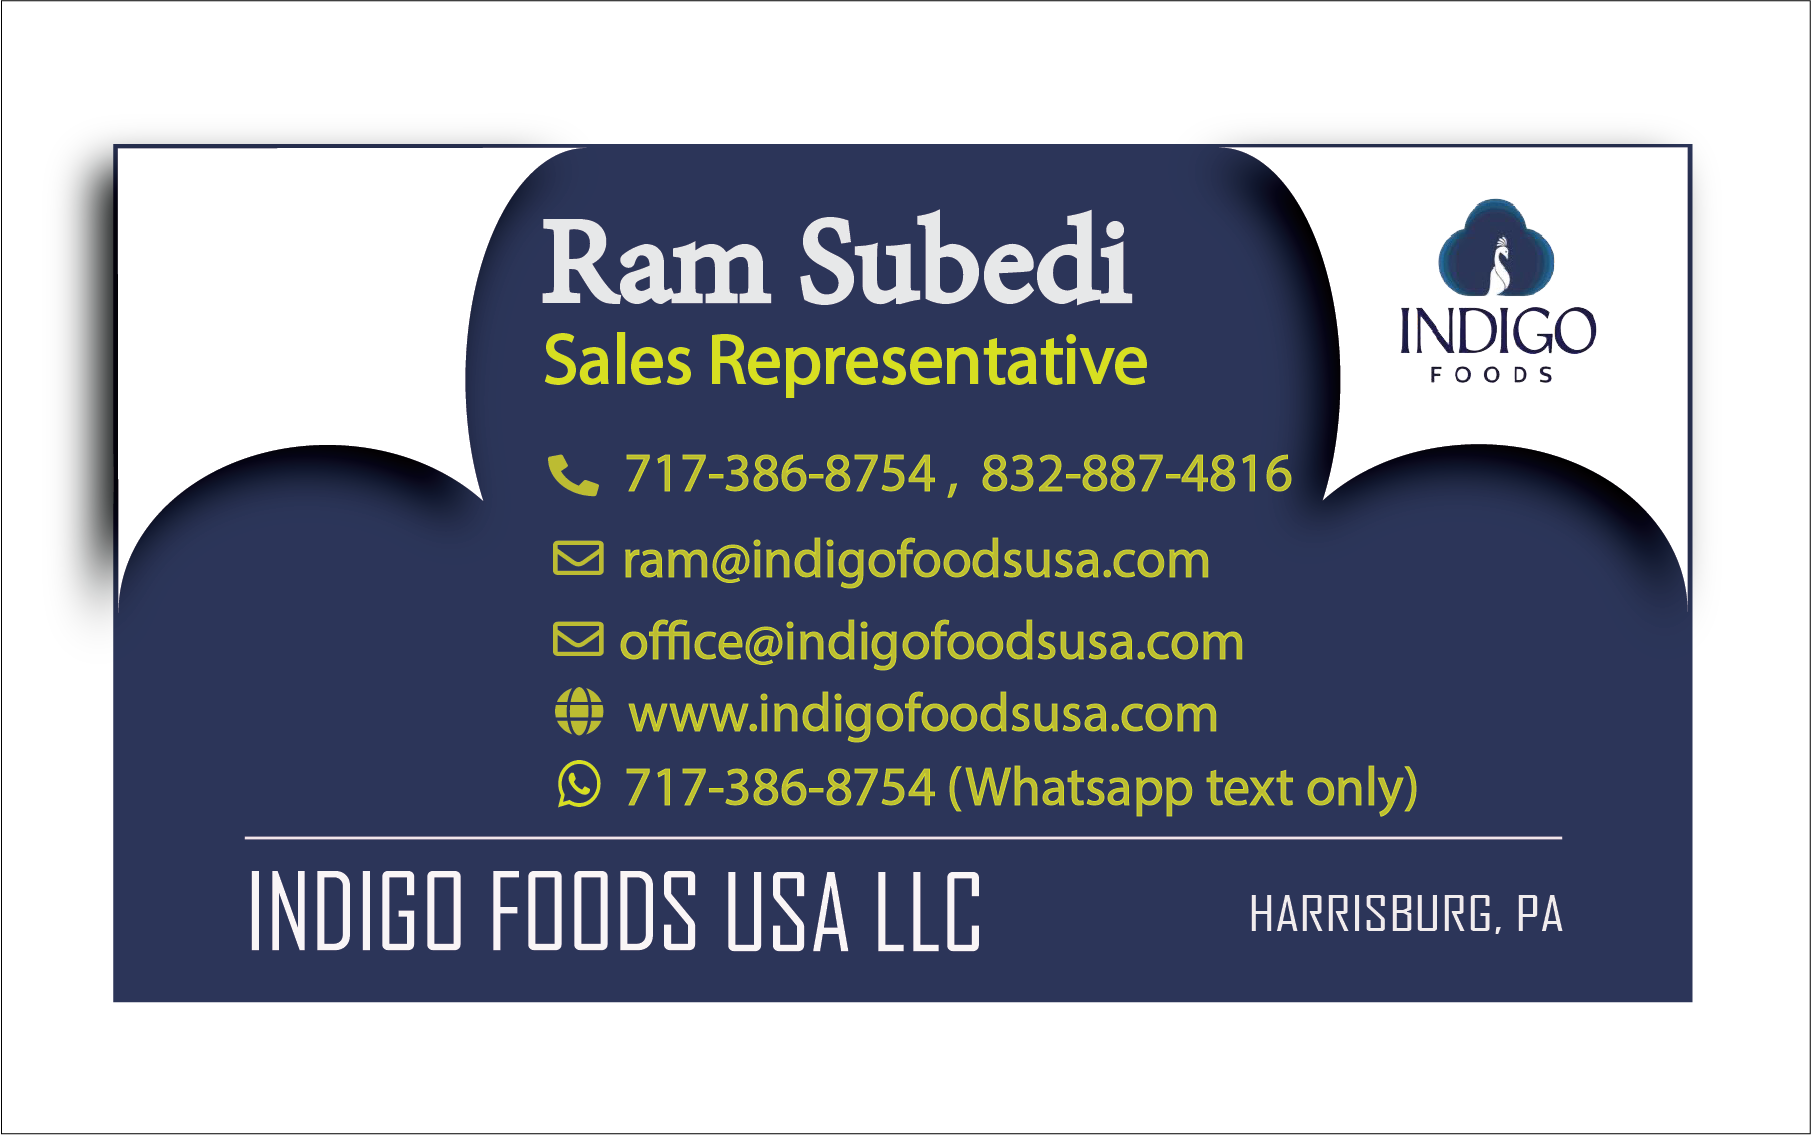 Ram Subedi
Sales Representative
INDIGO
FOODS
717-386-8754 , 832-887-4816
ram@indigofoodsusa.com
office@indigofoodsusa.com
www.indigofoodsusa.com
717-386-8754 (Whatsapp text only)
INDIGO FOODS USA LLC
HARRISBURG, PA